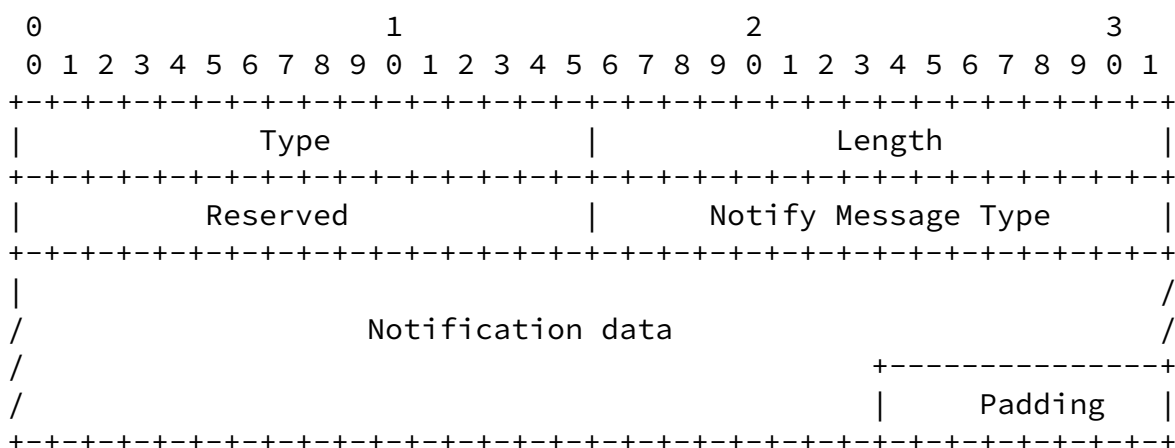 0                   1                   2                   3
 0 1 2 3 4 5 6 7 8 9 0 1 2 3 4 5 6 7 8 9 0 1 2 3 4 5 6 7 8 9 0 1
+-+-+-+-+-+-+-+-+-+-+-+-+-+-+-+-+-+-+-+-+-+-+-+-+-+-+-+-+-+-+-+-+
|             Type              |             Length            |
+-+-+-+-+-+-+-+-+-+-+-+-+-+-+-+-+-+-+-+-+-+-+-+-+-+-+-+-+-+-+-+-+
|          Reserved             |      Notify Message Type      |
+-+-+-+-+-+-+-+-+-+-+-+-+-+-+-+-+-+-+-+-+-+-+-+-+-+-+-+-+-+-+-+-+
|                                                               /
/                   Notification data                           /
/                                               +---------------+
/                                               |     Padding   |
+-+-+-+-+-+-+-+-+-+-+-+-+-+-+-+-+-+-+-+-+-+-+-+-+-+-+-+-+-+-+-+-+